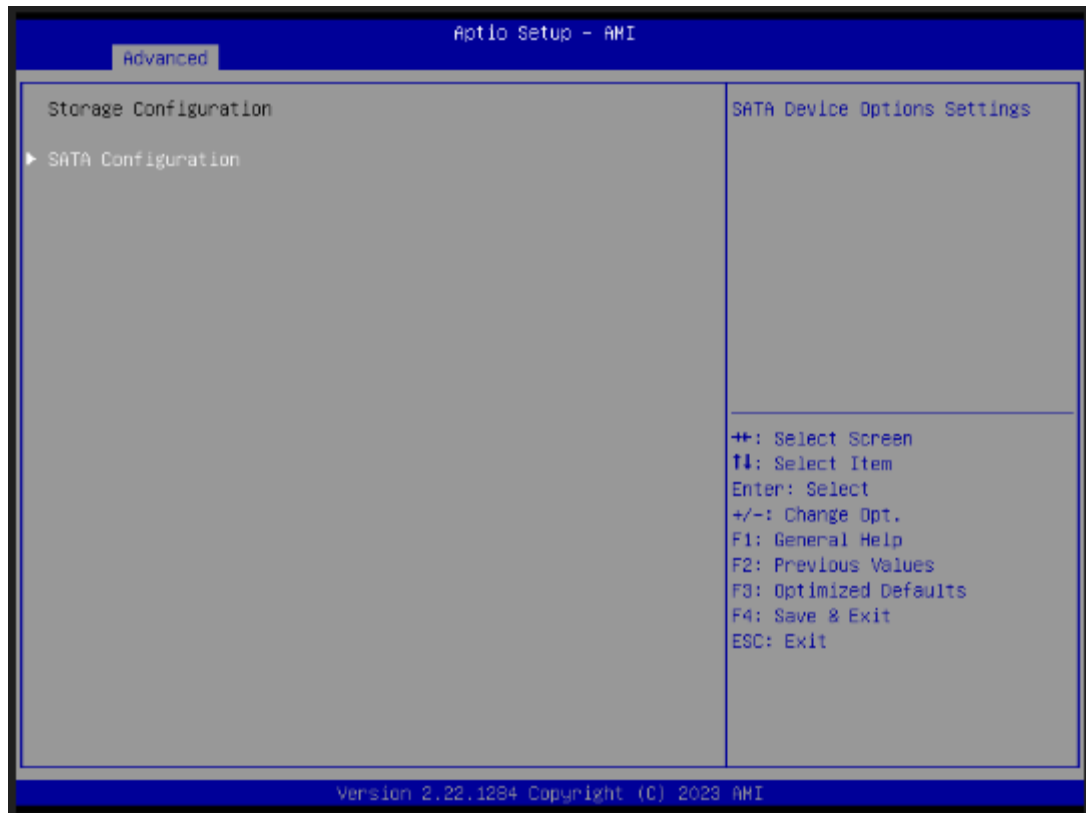 Aptio Setup - AMI
Advanced
Storage Configuration
SATA Configuration
SATA Device Options Settings
→←: Select Screen
↑↓: Select Item
Enter: Select
+/-: Change Opt.
F1: General Help
F2: Previous Values
F3: Optimized Defaults
F4: Save & Exit
ESC: Exit
Version 2.22.1284 Copyright (C) 2023 AMI